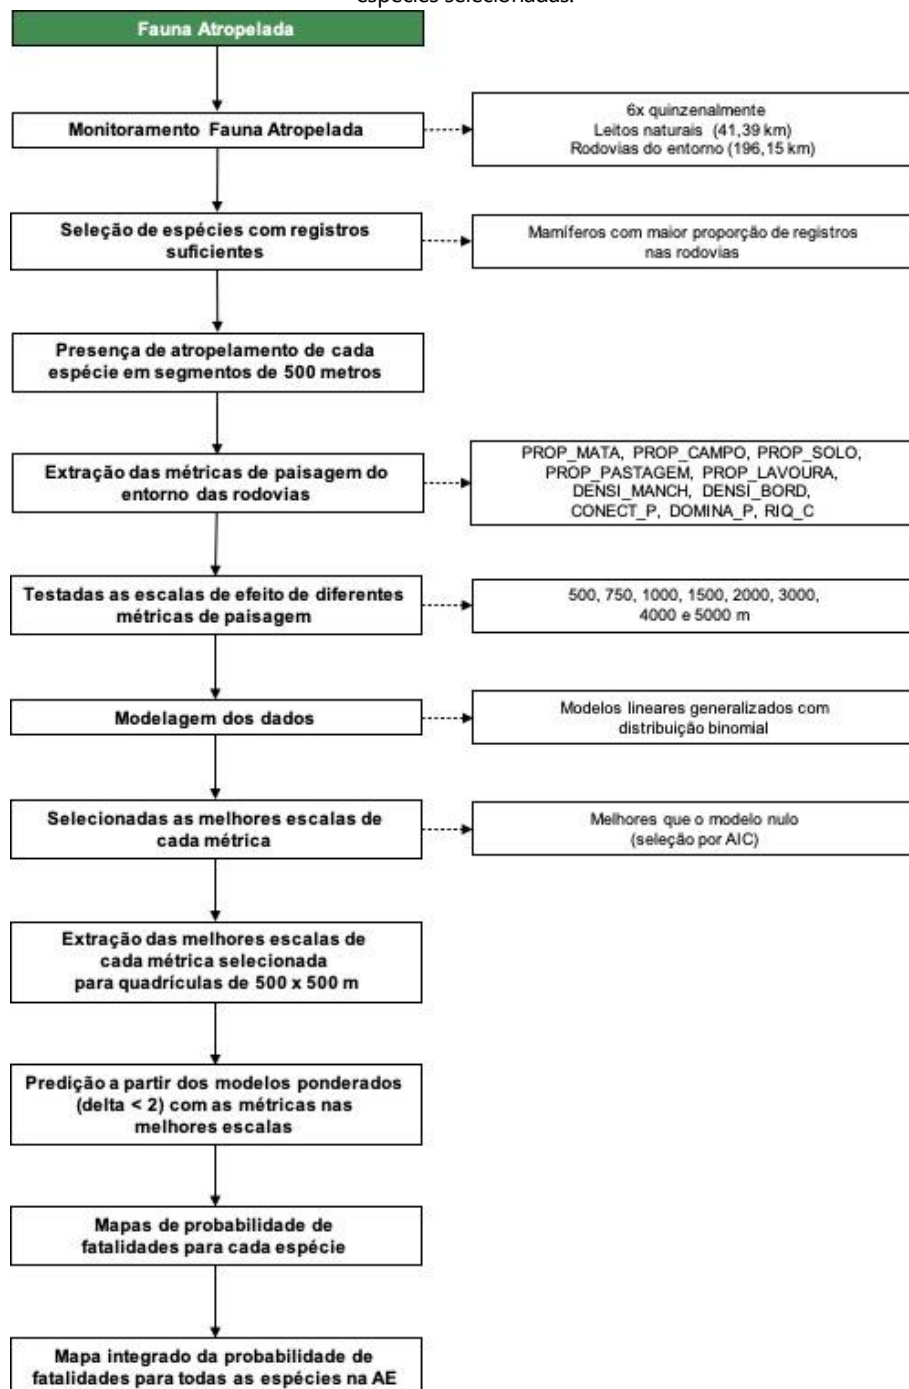 espécies selecionadas.
Fauna Atropelada
Monitoramento Fauna Atropelada
6x quinzenalmente
Leitos naturais (41,39 km)
Rodovias do entorno (196,15 km)
Seleção de espécies com registros
suficientes
Mamíferos com maior proporção de registros
nas rodovias
Presença de atropelamento de cada
espécie em segmentos de 500 metros
Extração das métricas de paisagem do
entorno das rodovias
PROP_MATA, PROP_CAMPO, PROP_SOLO,
PROP_PASTAGEM, PROP_LAVOURA,
DENSI_MANCH, DENSI_BORD,
CONECT_P, DOMINA_P, RIQ_C
Testadas as escalas de efeito de diferentes
métricas de paisagem
500, 750, 1000, 1500, 2000, 3000,
4000 e 5000 m
Modelagem dos dados
Modelos lineares generalizados com
distribuição binomial
Selecionadas as melhores escalas de
cada métrica
Melhores que o modelo nulo
(seleção por AIC)
Extração das melhores escalas de
cada métrica selecionada
para quadrículas de 500 x 500 m
Predição a partir dos modelos ponderados
(delta < 2) com as métricas nas
melhores escalas
Mapas de probabilidade de
fatalidades para cada espécie
Mapa integrado da probabilidade de
fatalidades para todas as espécies na AE